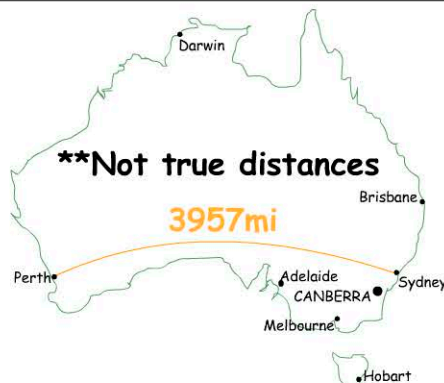 Darwin
**Not true distances
Brisbane
3957mi
Perth
Adelaide
Sydney
CANBERRA
Melbourne
Hobart